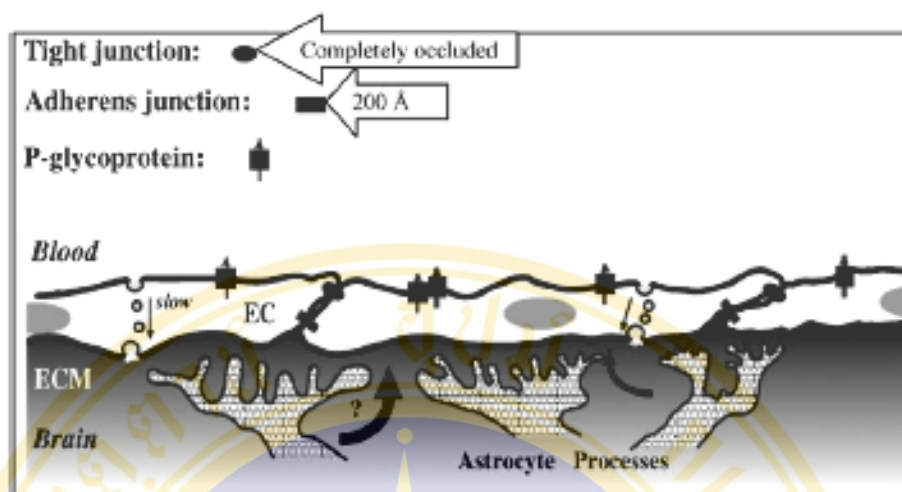 Tight junction: Completely occluded
Adherens junction: 200 Å
P-glycoprotein:
Blood
slow
EC
ECM
?
Brain
Astrocyte Processes